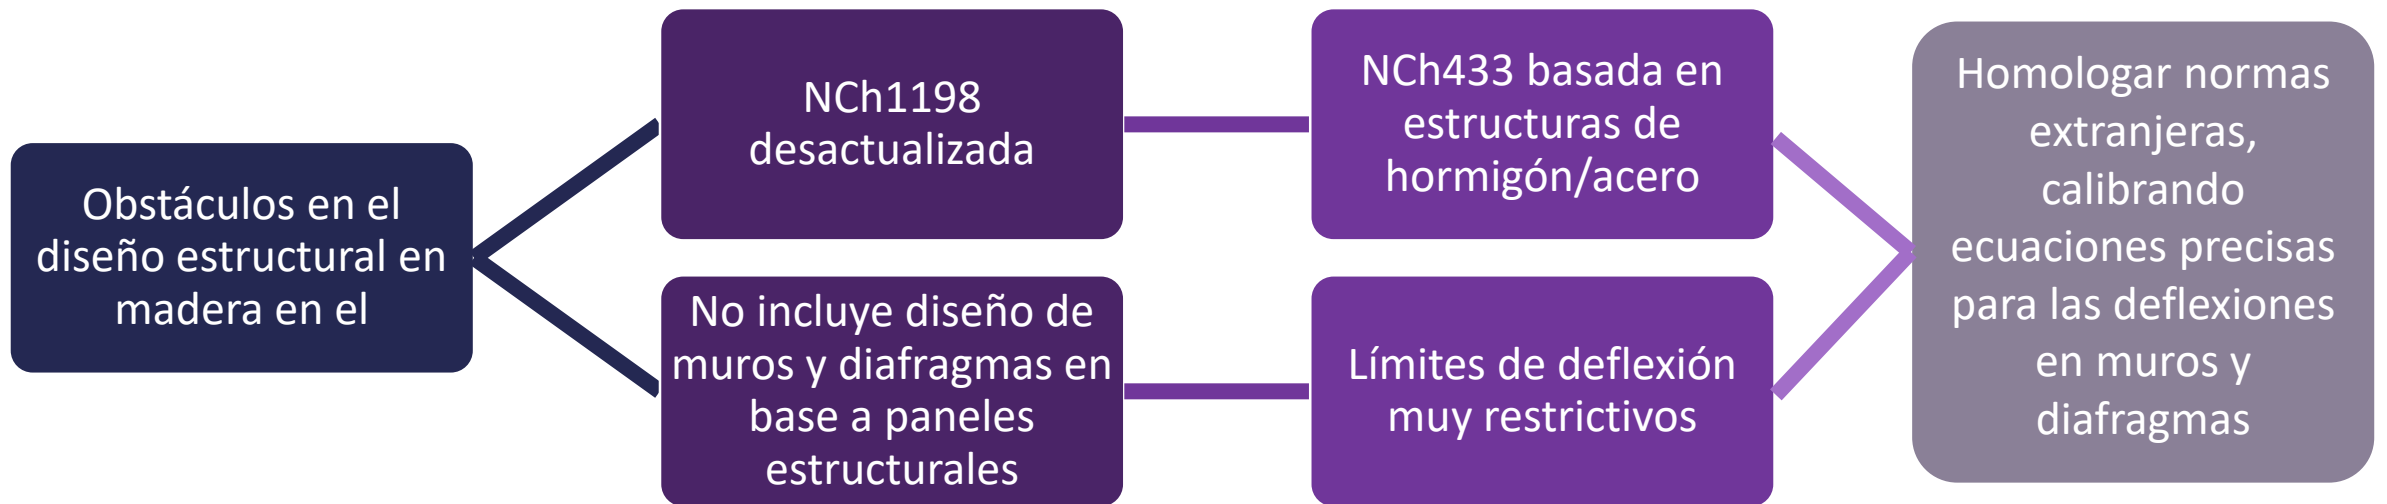 Obstáculos en el
diseño estructural en
madera en el
NCh1198
desactualizada
No incluye diseño de
muros y diafragmas en
base a paneles
estructurales
NCh433 basada en
estructuras de
hormigón/acero
Límites de deflexión
muy restrictivos
Homologar normas
extranjeras,
calibrando
ecuaciones precisas
para las deflexiones
en muros y
diafragmas